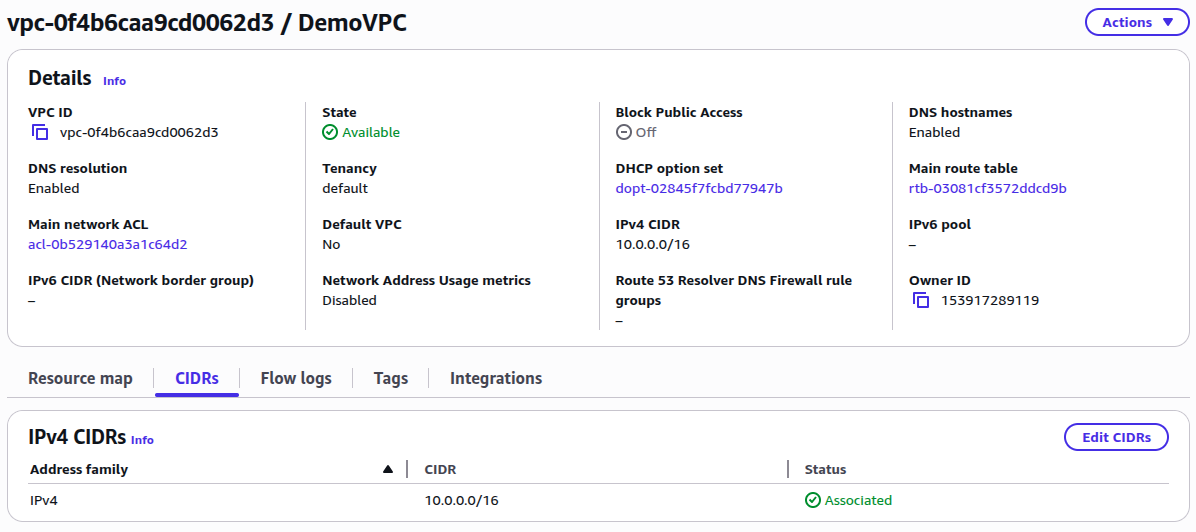 vpc-0f4b6caa9cd0062d3 / DemoVPC
Actions
Details Info
VPC ID
vpc-0f4b6caa9cd0062d3
State
Available
Block Public Access
Off
DNS hostnames
Enabled
DNS resolution
Enabled
Tenancy
default
DHCP option set
dopt-02845f7fcbd77947b
Main route table
rtb-03081cf3572ddcd9b
Main network ACL
acl-0b529140a3a1c64d2
Default VPC
No
IPv4 CIDR
10.0.0.0/16
IPv6 pool
–
IPv6 CIDR (Network border group)
–
Network Address Usage metrics
Disabled
Route 53 Resolver DNS Firewall rule
groups
–
Owner ID
153917289119
Resource map CIDRs Flow logs Tags Integrations
IPv4 CIDRs Info
Edit CIDRs
Address family CIDR Status
IPv4 10.0.0.0/16 Associated